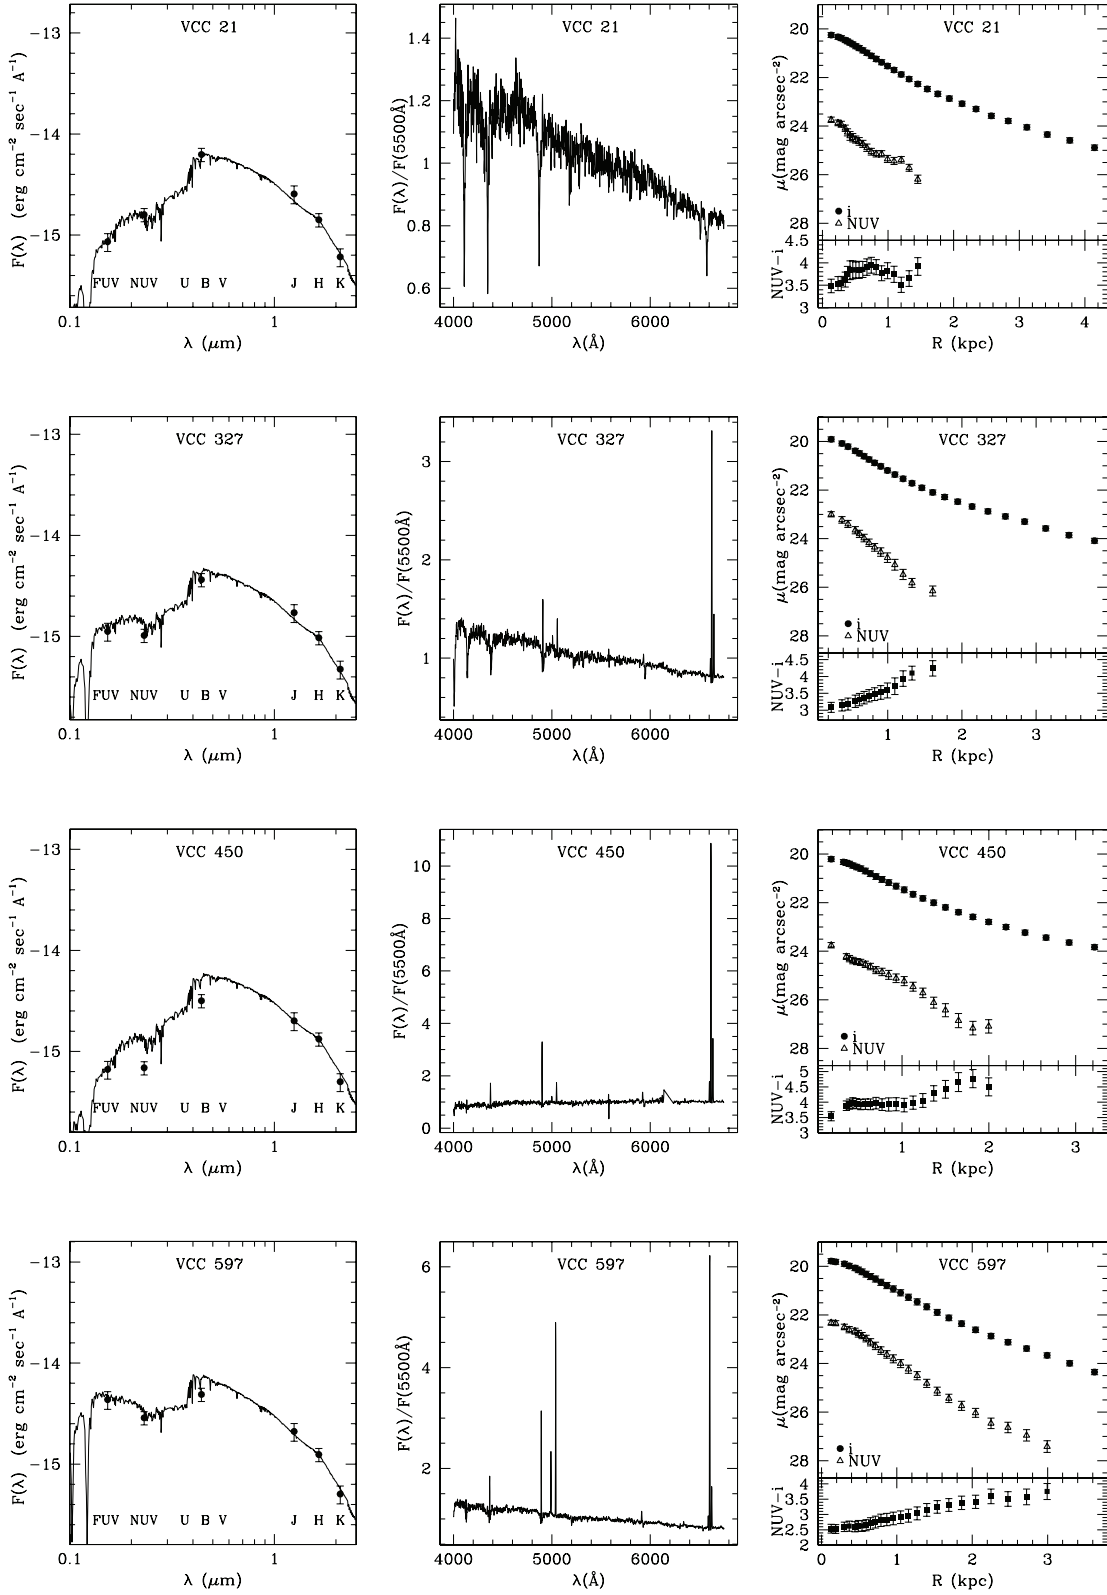 VCC 21
F(λ) (erg cm⁻² sec⁻¹ A⁻¹)
-13
-14
-15
FUV NUV U B V J H K
0.1 1
λ (μm)
VCC 21
F(λ)/F(5500Å)
1.4
1.2
1
0.8
0.6
4000 5000 6000
λ(Å)
VCC 21
μ(mag arcsec⁻²)
20
22
24
26
28
i
NUV
NUV-i
4.5
4
3.5
3
0 1 2 3 4
R (kpc)
VCC 327
F(λ) (erg cm⁻² sec⁻¹ A⁻¹)
-13
-14
-15
FUV NUV U B V J H K
0.1 1
λ (μm)
VCC 327
F(λ)/F(5500Å)
3
2
1
4000 5000 6000
λ(Å)
VCC 327
μ(mag arcsec⁻²)
20
22
24
26
28
i
NUV
NUV-i
4.5
4
3.5
3
1 2 3 4
R (kpc)
VCC 450
F(λ) (erg cm⁻² sec⁻¹ A⁻¹)
-13
-14
-15
FUV NUV U B V J H K
0.1 1
λ (μm)
VCC 450
F(λ)/F(5500Å)
10
8
6
4
2
0
4000 5000 6000
λ(Å)
VCC 450
μ(mag arcsec⁻²)
20
22
24
26
28
i
NUV
NUV-i
5
4.5
4
3.5
3
1 2 3
R (kpc)
VCC 597
F(λ) (erg cm⁻² sec⁻¹ A⁻¹)
-13
-14
-15
FUV NUV U B V J H K
0.1 1
λ (μm)
VCC 597
F(λ)/F(5500Å)
6
4
2
4000 5000 6000
λ(Å)
VCC 597
μ(mag arcsec⁻²)
20
22
24
26
28
i
NUV
NUV-i
4
3.5
3
2.5
2
0 1 2 3
R (kpc)